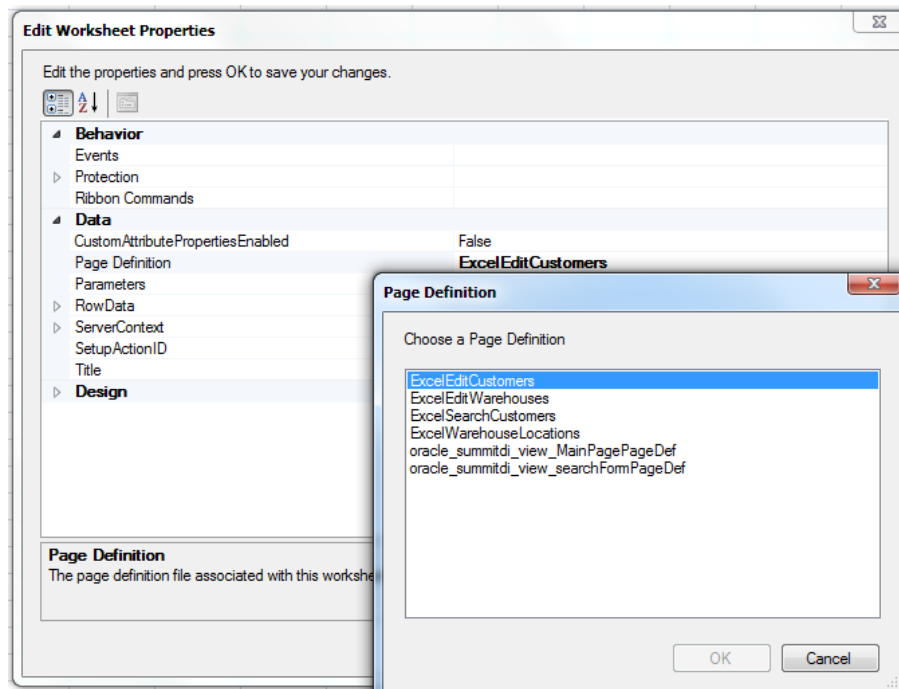 Edit Worksheet Properties
Edit the properties and press OK to save your changes.
A
Z
Behavior
Events
Protection
Ribbon Commands
Data
CustomAttributePropertiesEnabled False
Page Definition ExcelEditCustomers
Parameters
RowData
ServerContext
SetupActionID
Title
Design
Page Definition
The page definition file associated with this workshe
Page Definition
Choose a Page Definition
ExcelEditCustomers
ExcelEditWarehouses
ExcelSearchCustomers
ExcelWarehouseLocations
oracle_summitdi_view_MainPagePageDef
oracle_summitdi_view_searchFormPageDef
OK Cancel